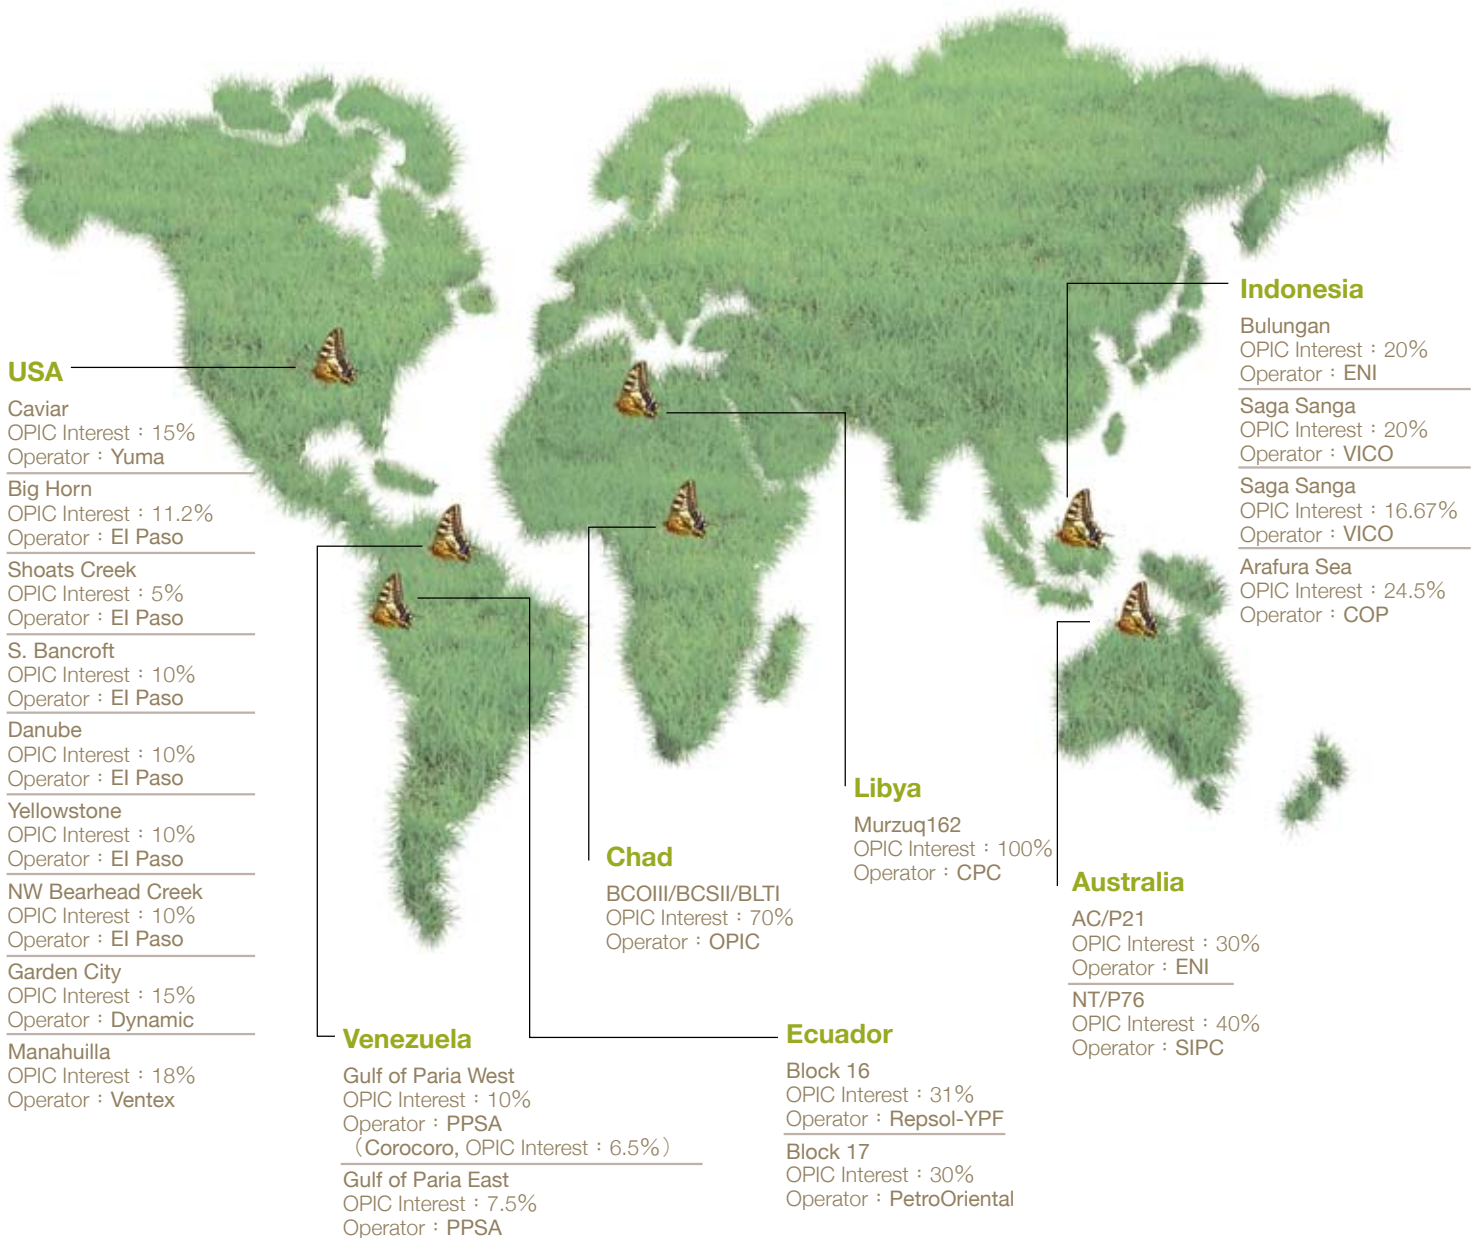 USA
Caviar
OPIC Interest：15%
Operator：Yuma
Big Horn
OPIC Interest：11.2%
Operator：El Paso
Shoats Creek
OPIC Interest：5%
Operator：El Paso
S. Bancroft
OPIC Interest：10%
Operator：El Paso
Danube
OPIC Interest：10%
Operator：El Paso
Yellowstone
OPIC Interest：10%
Operator：El Paso
NW Bearhead Creek
OPIC Interest：10%
Operator：El Paso
Garden City
OPIC Interest：15%
Operator：Dynamic
Manahuilla
OPIC Interest：18%
Operator：Ventex
Venezuela
Gulf of Paria West
OPIC Interest：10%
Operator：PPSA
（Corocoro, OPIC Interest：6.5%）
Gulf of Paria East
OPIC Interest：7.5%
Operator：PPSA
Chad
BCOIII/BCSII/BLTI
OPIC Interest：70%
Operator：OPIC
Ecuador
Block 16
OPIC Interest：31%
Operator：Repsol-YPF
Block 17
OPIC Interest：30%
Operator：PetroOriental
Libya
Murzuq162
OPIC Interest：100%
Operator：CPC
Australia
AC/P21
OPIC Interest：30%
Operator：ENI
NT/P76
OPIC Interest：40%
Operator：SIPC
Indonesia
Bulungan
OPIC Interest：20%
Operator：ENI
Saga Sanga
OPIC Interest：20%
Operator：VICO
Saga Sanga
OPIC Interest：16.67%
Operator：VICO
Arafura Sea
OPIC Interest：24.5%
Operator：COP